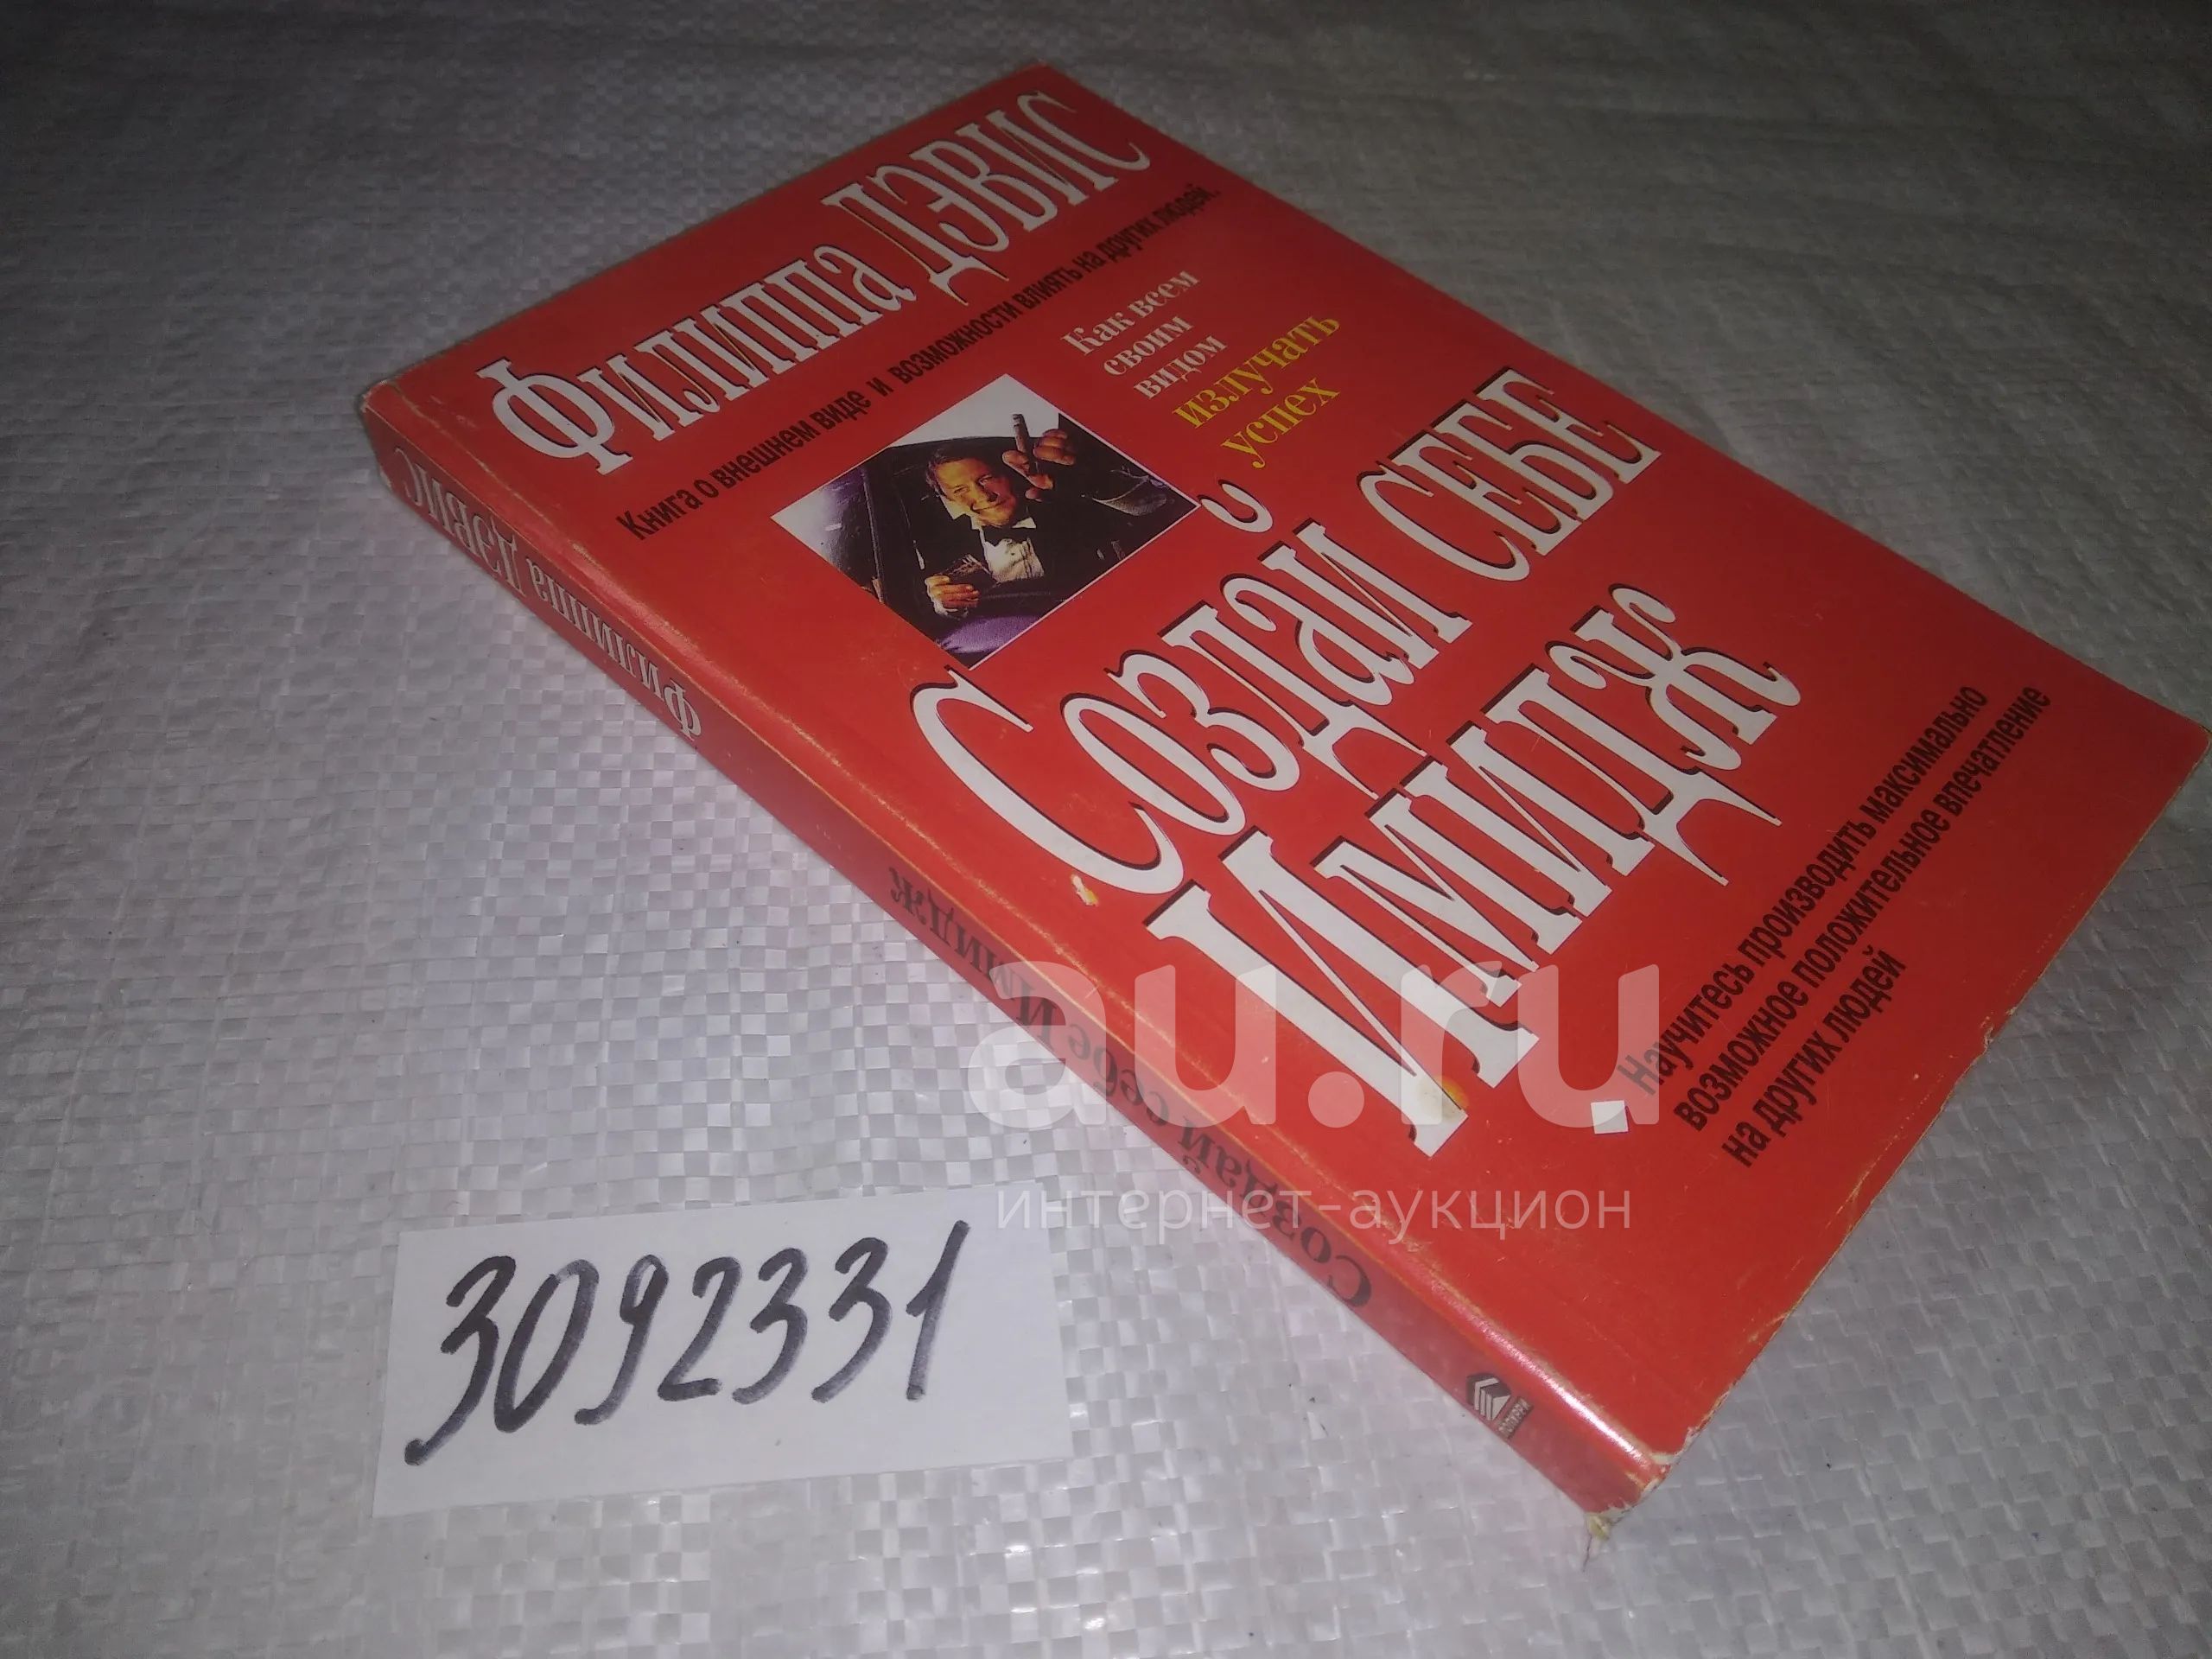 Филиппа ДЭВИС
Книга о внешнем виде и возможности влиять на других людей.
Как всем
своим
видом
излучать
успех
Создай СЕБЕ
Имидж
Научитесь производить максимально
возможное положительное впечатление
на других людей
Филиппа ДЭВИС
Создай себе Имидж
3092331
au.ru
интернет-аукцион